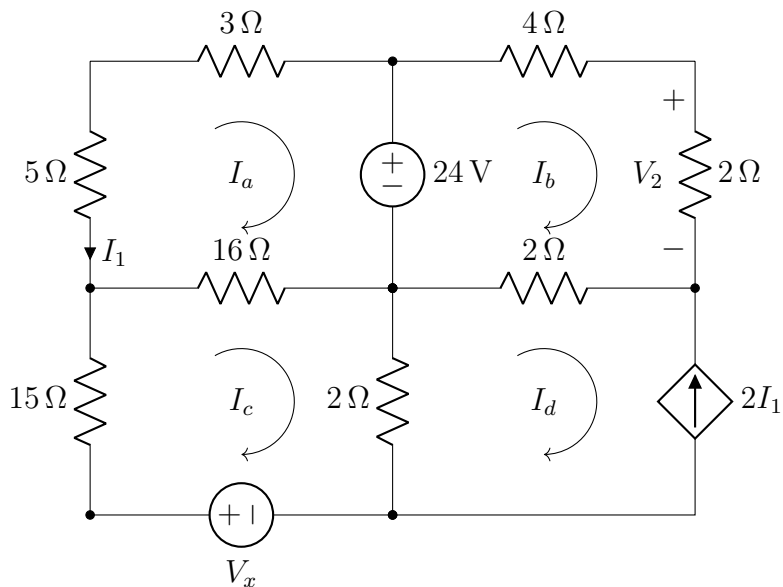 3 Ω
4 Ω
+
5 Ω
I_a
+
−
24 V
I_b
V_2
2 Ω
I_1
16 Ω
2 Ω
−
15 Ω
I_c
2 Ω
I_d
2I_1
+ −
V_x